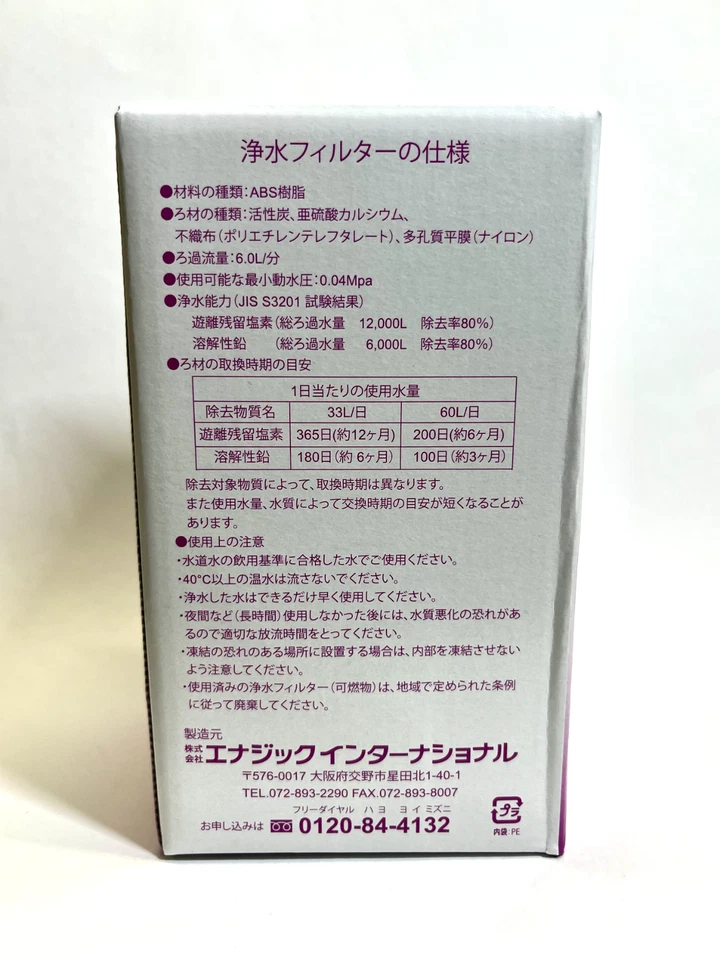 浄水フィルターの仕様
●材料の種類：ABS樹脂
●ろ材の種類：活性炭、亜硫酸カルシウム、
不織布（ポリエチレンテレフタレート）、多孔質平膜（ナイロン）
●ろ過流量：6.0L/分
●使用可能な最小動水圧：0.04Mpa
●浄水能力（JIS S3201 試験結果）
遊離残留塩素（総ろ過水量 12,000L 除去率80%）
溶解性鉛 （総ろ過水量 6,000L 除去率80%）
●ろ材の取換時期の目安
1日当たりの使用水量
除去物質名 33L/日 60L/日
遊離残留塩素 365日(約12ヶ月) 200日(約6ヶ月)
溶解性鉛 180日（約 6ヶ月） 100日（約3ヶ月）
除去対象物質によって、取換時期は異なります。
また使用水量、水質によって交換時期の目安が短くなることが
あります。
●使用上の注意
・水道水の飲用基準に合格した水でご使用ください。
・40°C以上の温水は流さないでください。
・浄水した水はできるだけ早く使用してください。
・夜間など（長時間）使用しなかった後には、水質悪化の恐れがあ
るので適切な放流時間をとってください。
・凍結の恐れのある場所に設置する場合は、内部を凍結させない
よう注意してください。
・使用済みの浄水フィルター（可燃物）は、地域で定められた条例
に従って廃棄してください。
製造元
株式会社 エナジックインターナショナル
〒576-0017 大阪府交野市星田北1-40-1
TEL.072-893-2290 FAX.072-893-8007
フリーダイヤル ハヨ ヨイ ミズニ
お申し込みは 0120-84-4132
プラ
内袋：PE